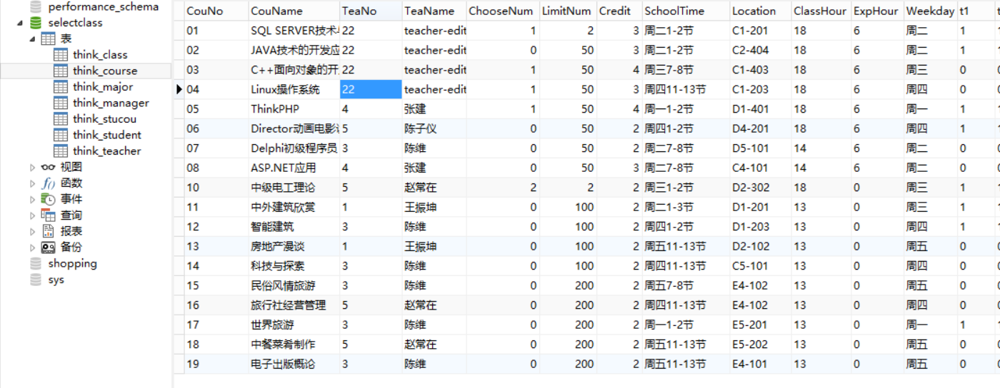 performance_schema
selectclass
表
think_class
think_course
think_major
think_manager
think_stucou
think_student
think_teacher
视图
函数
事件
查询
报表
备份
shopping
sys
CouNo CouName TeaNo TeaName ChooseNum LimitNum Credit SchoolTime Location ClassHour ExpHour Weekday t1
01 SQL SERVER技术 22 teacher-edit 1 2 3 周二1-2节 C1-201 18 6 周二 1
02 JAVA技术的开发应 22 teacher-edit 0 50 3 周二1-2节 C2-404 18 6 周二 1
03 C++面向对象的开 22 teacher-edit 1 50 4 周三7-8节 C1-403 18 6 周三 0
04 Linux操作系统 22 teacher-edit 1 50 3 周四11-13节 C1-203 18 6 周四 0
05 ThinkPHP 4 张建 1 50 4 周一1-2节 D1-401 18 6 周一 1
06 Director动画电影 5 陈子仪 0 50 2 周四1-2节 D4-201 18 6 周四 1
07 Delphi初级程序员 3 陈维 0 50 2 周二7-8节 D5-101 14 6 周二 0
08 ASP.NET应用 4 张建 0 50 3 周二7-8节 C4-101 14 6 周二 0
10 中级电工理论 5 赵常在 2 2 2 周三1-2节 D2-302 18 0 周三 1
11 中外建筑欣赏 1 王振坤 0 100 2 周二1-3节 D1-201 13 0 周三 1
12 智能建筑 3 陈维 0 100 2 周四1-2节 D1-203 13 0 周四 1
13 房地产漫谈 1 王振坤 0 100 2 周五11-13节 D2-102 13 0 周五 0
14 科技与探索 3 陈维 0 100 2 周四11-13节 C5-101 13 0 周四 0
15 民俗风情旅游 3 陈维 0 200 2 周五7-8节 E4-102 13 0 周五 0
16 旅行社经营管理 5 赵常在 0 200 2 周四11-13节 E4-102 13 0 周四 0
17 世界旅游 3 陈维 0 200 2 周一1-2节 E5-201 13 0 周一 1
18 中餐菜肴制作 5 赵常在 0 200 2 周五11-13节 E5-202 13 0 周五 0
19 电子出版概论 3 陈维 0 200 2 周五11-13节 E4-101 13 0 周五 0